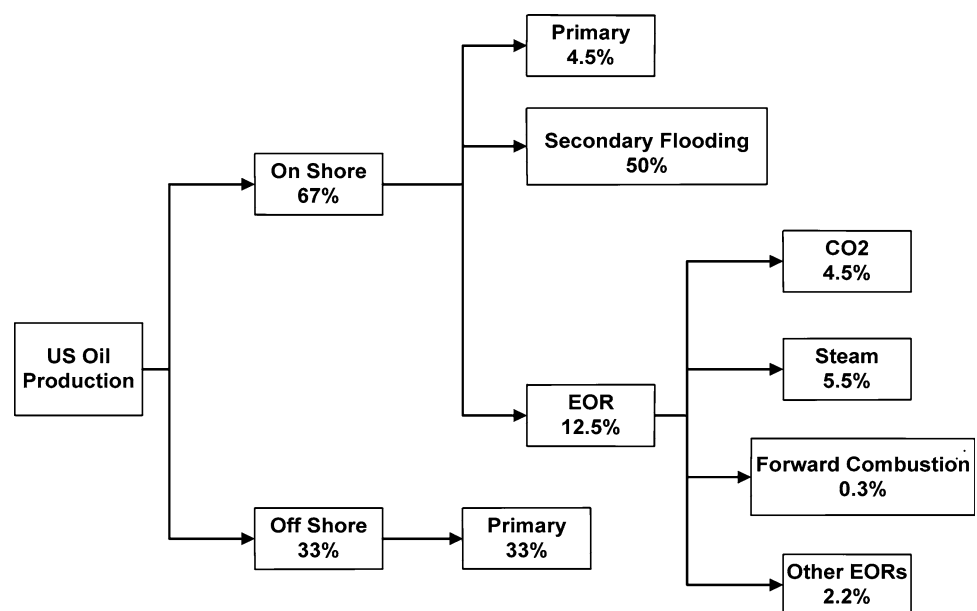 Primary
4.5%
Secondary Flooding
50%
On Shore
67%
CO2
4.5%
US Oil
Production
Steam
5.5%
EOR
12.5%
Forward Combustion
0.3%
Off Shore
33%
Primary
33%
Other EORs
2.2%